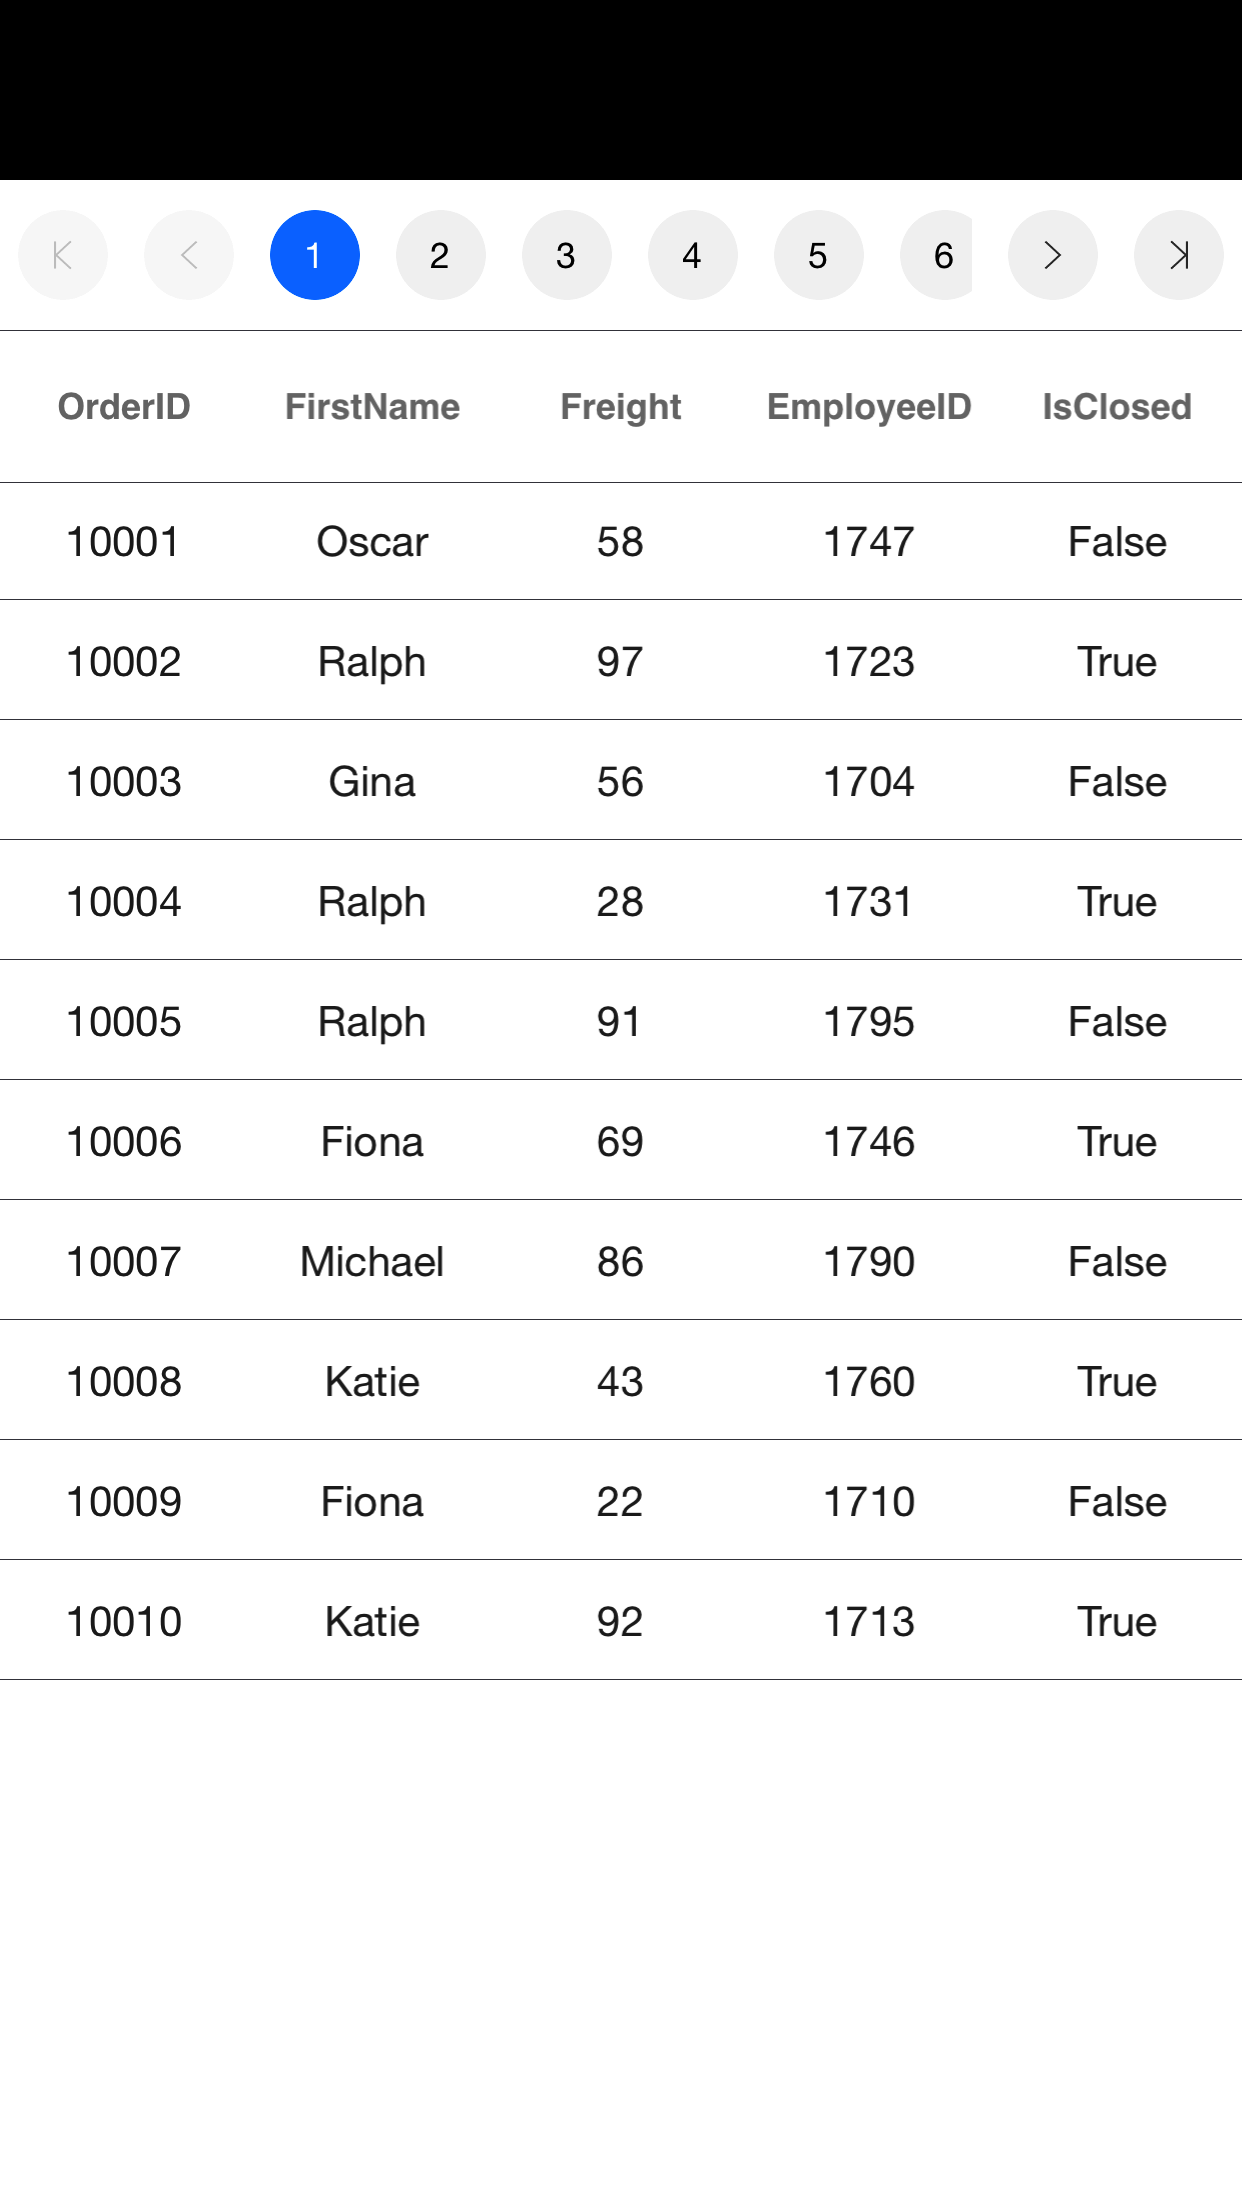 1 2 3 4 5 6
OrderID FirstName Freight EmployeeID IsClosed
10001 Oscar 58 1747 False
10002 Ralph 97 1723 True
10003 Gina 56 1704 False
10004 Ralph 28 1731 True
10005 Ralph 91 1795 False
10006 Fiona 69 1746 True
10007 Michael 86 1790 False
10008 Katie 43 1760 True
10009 Fiona 22 1710 False
10010 Katie 92 1713 True